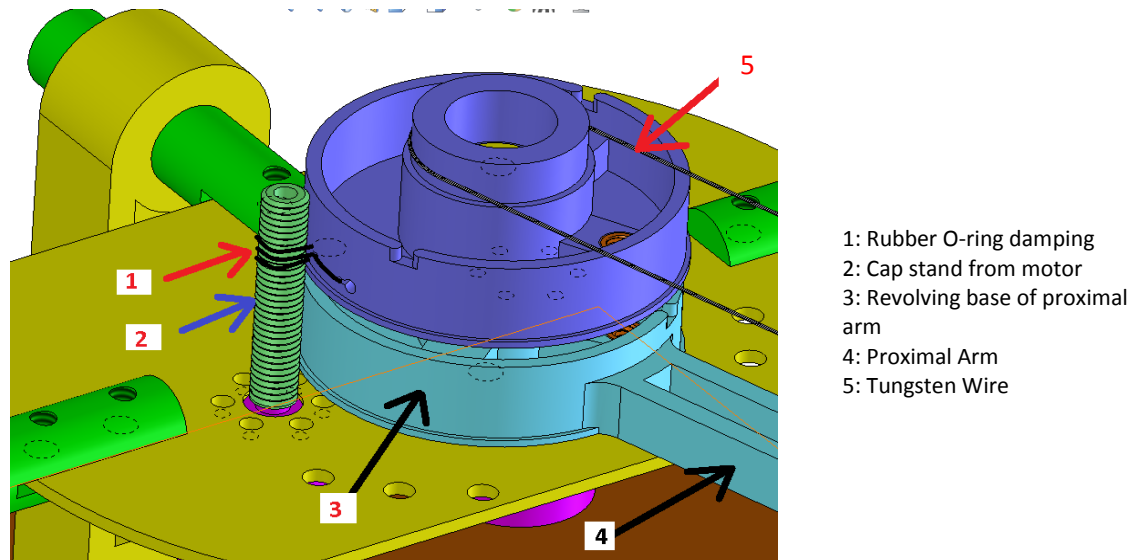 5
1
2
3
4
1: Rubber O-ring damping
2: Cap stand from motor
3: Revolving base of proximal
arm
4: Proximal Arm
5: Tungsten Wire